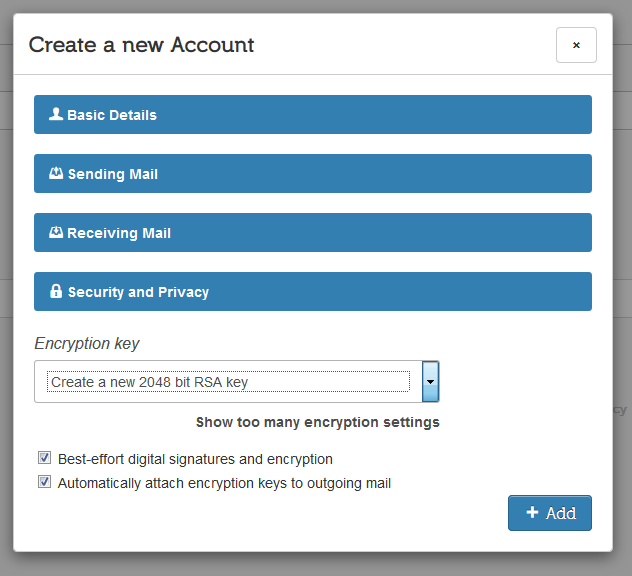 Create a new Account
×
Basic Details
Sending Mail
Receiving Mail
Security and Privacy
Encryption key
Create a new 2048 bit RSA key
Show too many encryption settings
Best-effort digital signatures and encryption
Automatically attach encryption keys to outgoing mail
+ Add